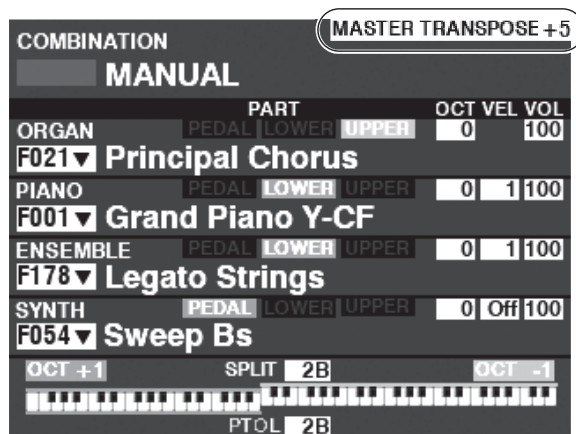 MASTER TRANSPOSE +5
COMBINATION
MANUAL
PART OCT VEL VOL
ORGAN PEDAL LOWER UPPER 0 100
F021▼ Principal Chorus
PIANO PEDAL LOWER UPPER 0 1 100
F001▼ Grand Piano Y-CF
ENSEMBLE PEDAL LOWER UPPER 0 1 100
F178▼ Legato Strings
SYNTH PEDAL LOWER UPPER 0 Off 100
F054▼ Sweep Bs
OCT +1 SPLIT 2B OCT -1
PTOL 2B